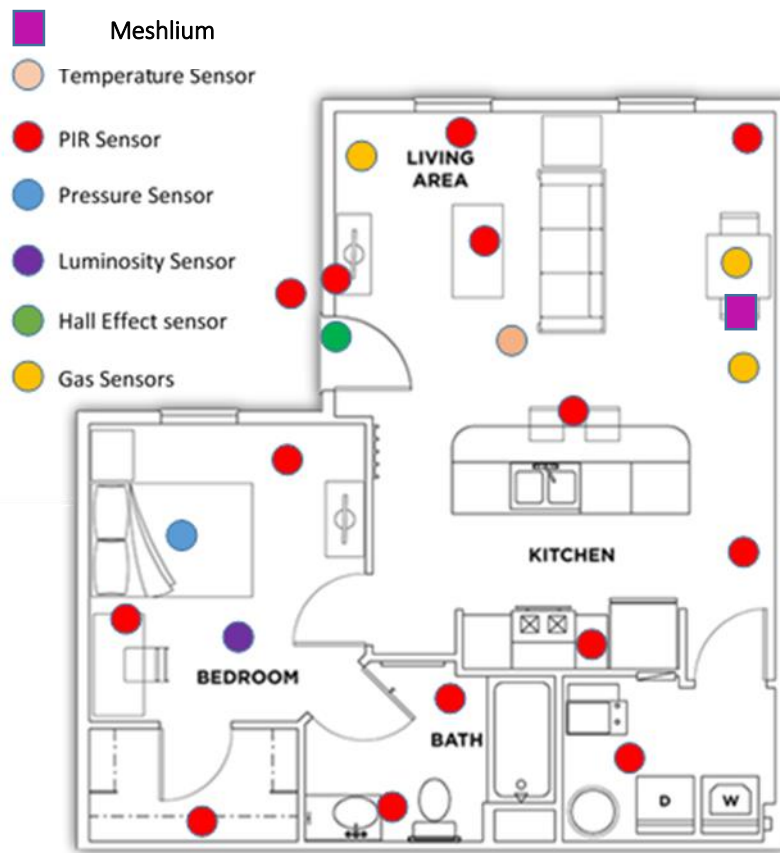 Meshlium
Temperature Sensor
PIR Sensor
Pressure Sensor
Luminosity Sensor
Hall Effect sensor
Gas Sensors
LIVING
AREA
KITCHEN
BEDROOM
BATH
D
W